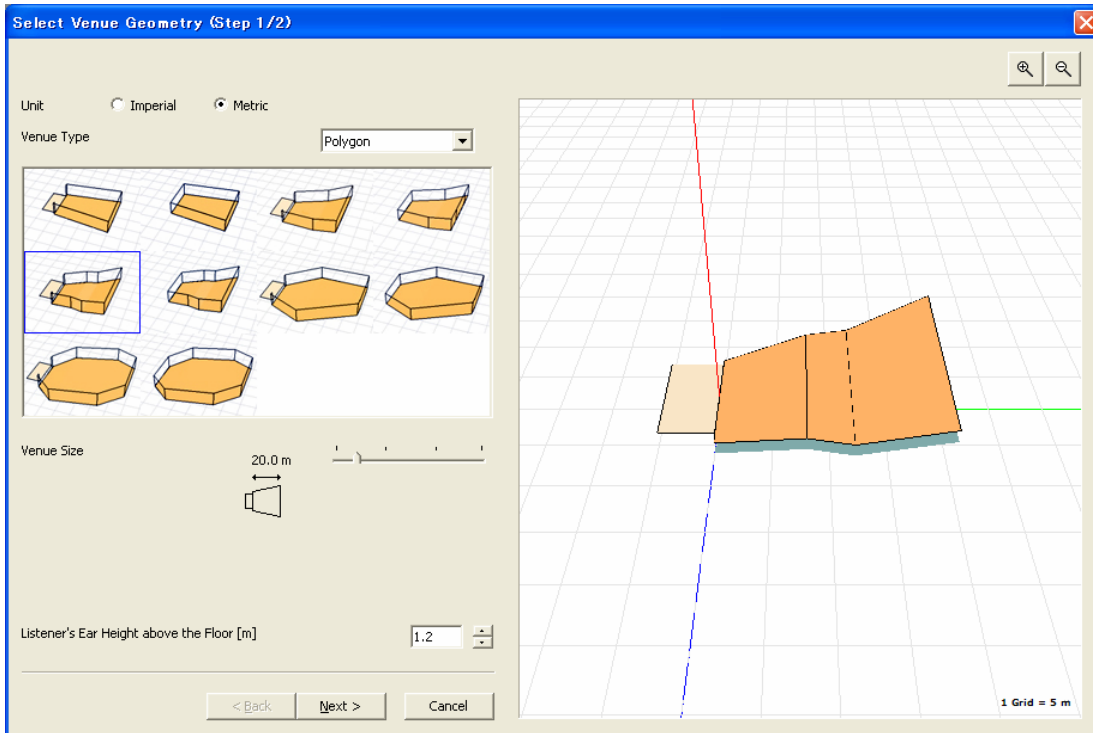 Select Venue Geometry (Step 1/2)
Unit Imperial Metric
Venue Type Polygon
Venue Size
20.0 m
Listener's Ear Height above the Floor [m] 1.2
< Back Next > Cancel
1 Grid = 5 m